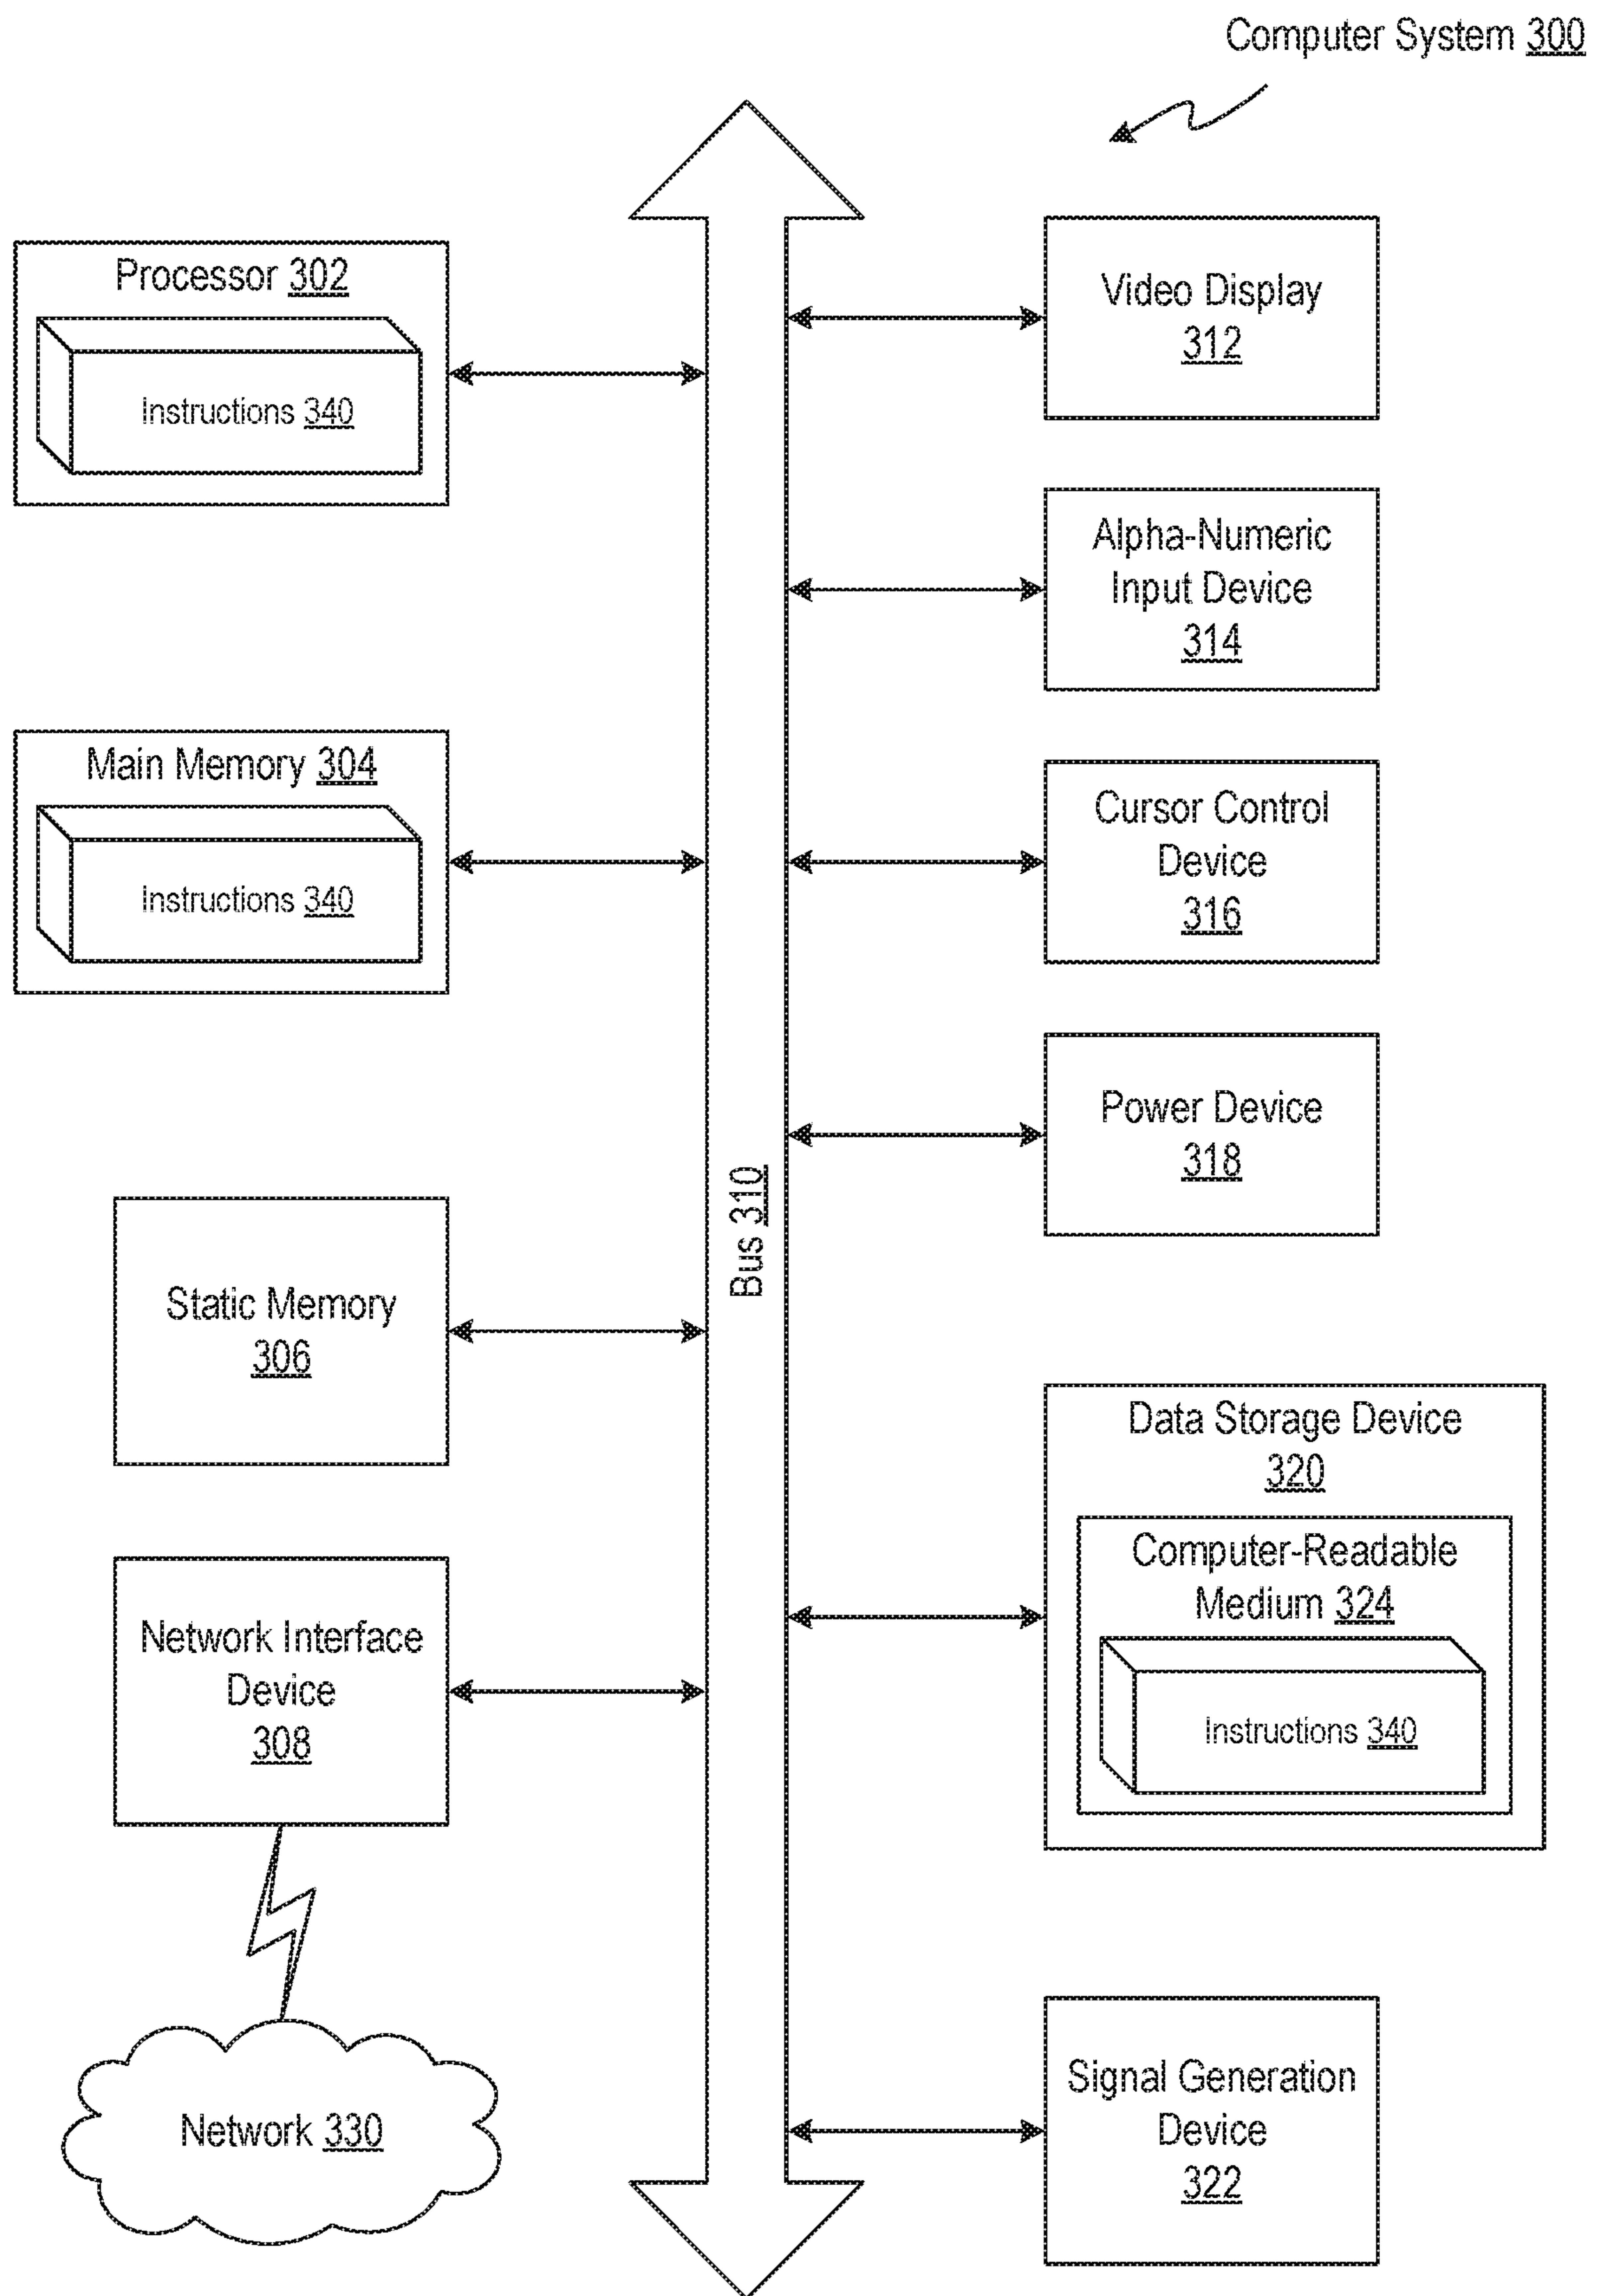 Computer System 300
Processor 302
Instructions 340
Main Memory 304
Instructions 340
Static Memory
306
Network Interface
Device
308
Network 330
Bus 310
Video Display
312
Alpha-Numeric
Input Device
314
Cursor Control
Device
316
Power Device
318
Data Storage Device
320
Computer-Readable
Medium 324
Instructions 340
Signal Generation
Device
322